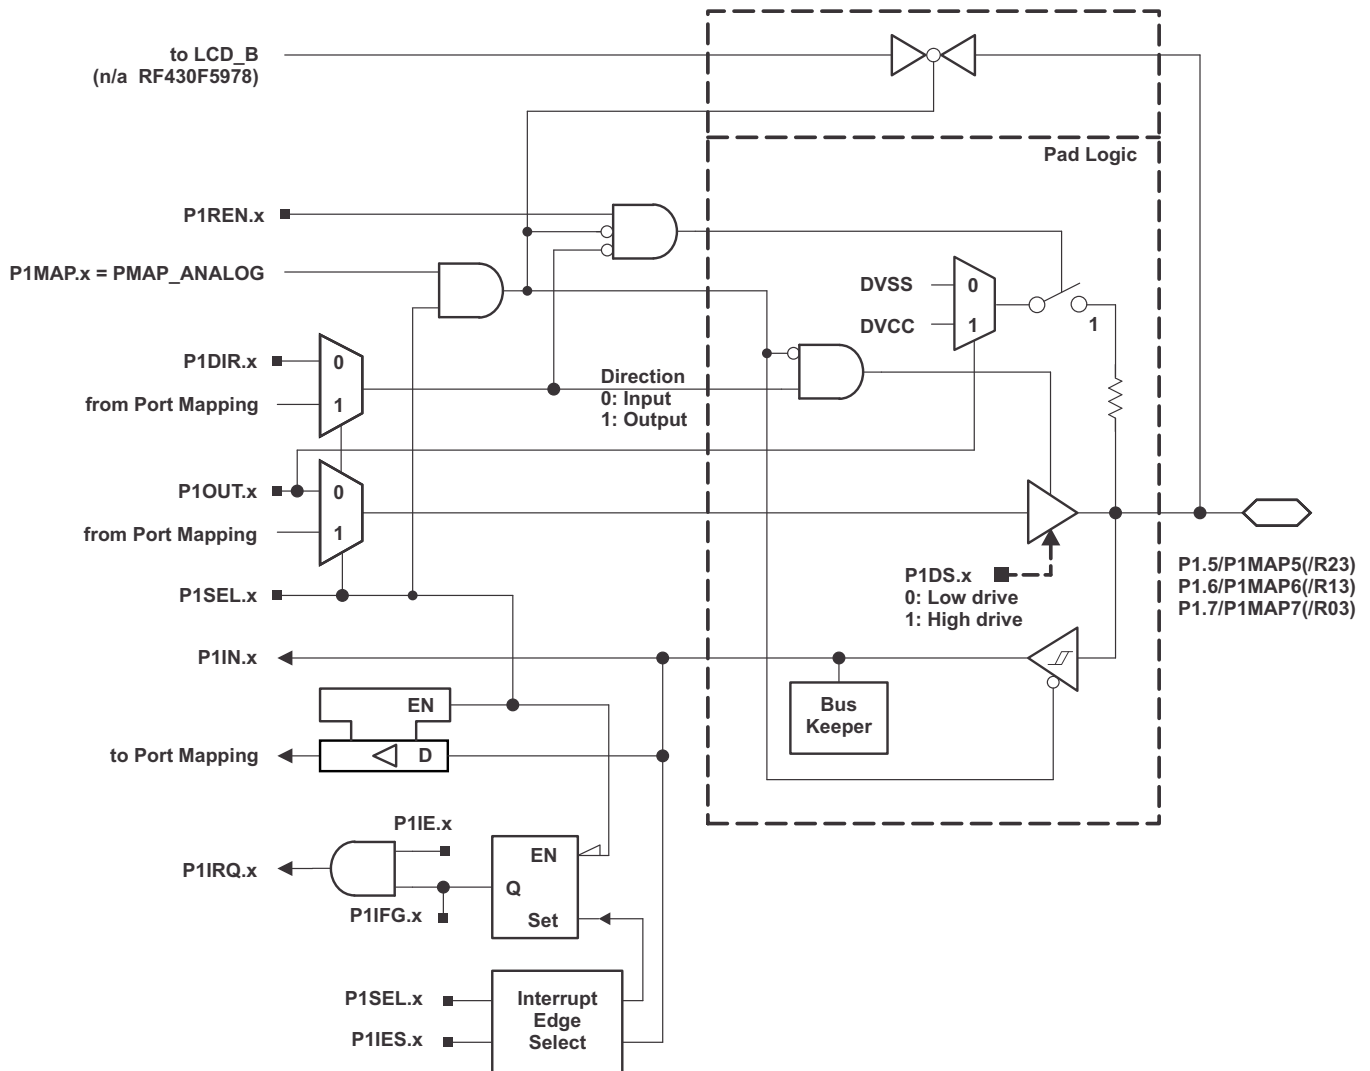 to LCD_B
(n/a RF430F5978)
Pad Logic
P1REN.x
P1MAP.x = PMAP_ANALOG
DVSS
0
DVCC
1
1
P1DIR.x
0
from Port Mapping
1
Direction
0: Input
1: Output
P1OUT.x
0
from Port Mapping
1
P1SEL.x
P1DS.x
0: Low drive
1: High drive
P1.5/P1MAP5(/R23)
P1.6/P1MAP6(/R13)
P1.7/P1MAP7(/R03)
P1IN.x
Bus
Keeper
EN
to Port Mapping
D
P1IE.x
P1IRQ.x
EN
Q
P1IFG.x
Set
P1SEL.x
P1IES.x
Interrupt
Edge
Select